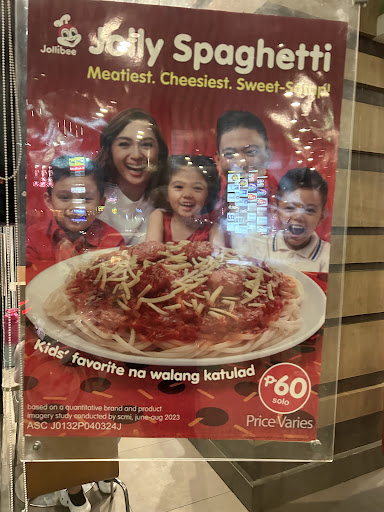 Jollibee
Jolly Spaghetti
Meatiest. Cheesiest. Sweet-Sarap!
Kids' favorite na walang katulad
₱60
solo
Price Varies
based on a quantitative brand and product
imagery study conducted by scmi, june-aug 2023
ASC J0132P040324J